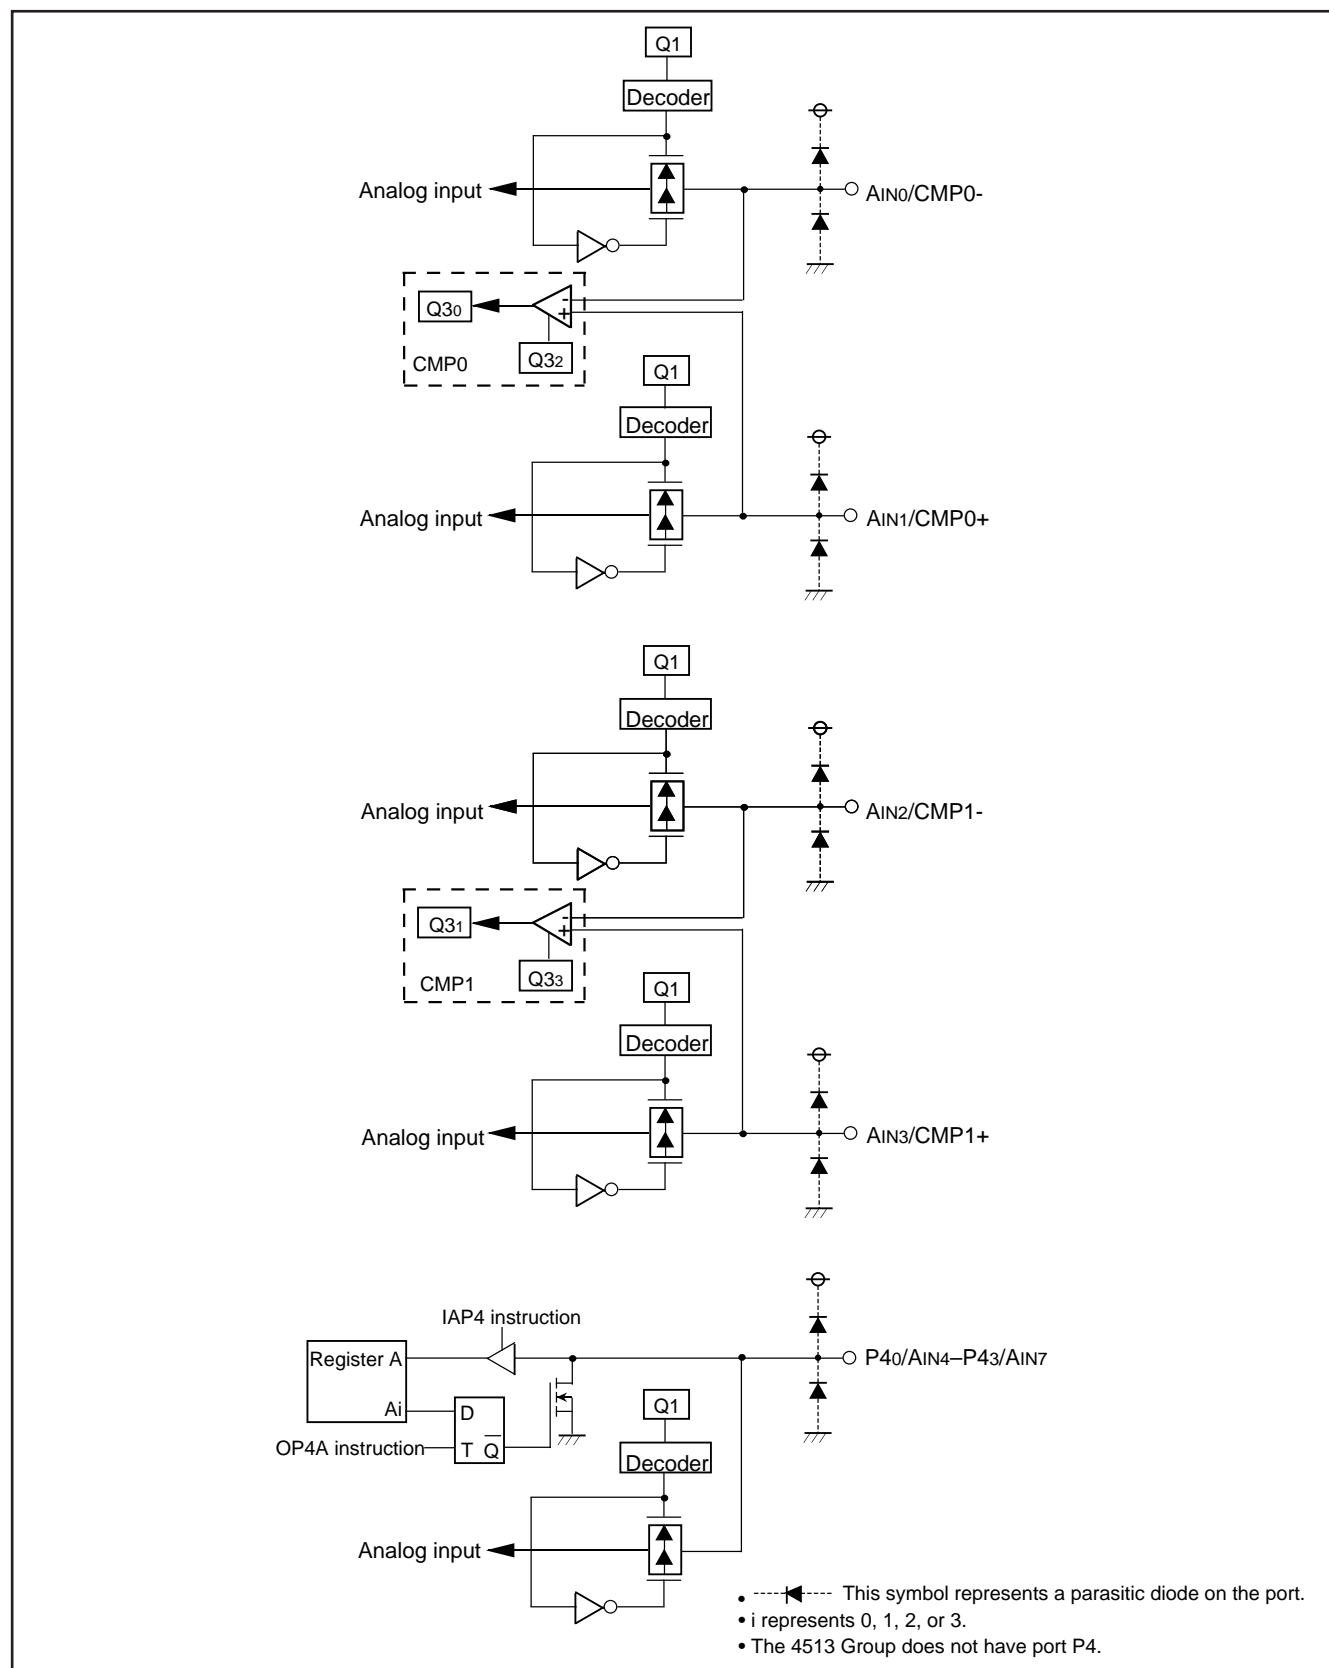 Q1
Decoder
Analog input
AIN0/CMP0-
Q30
CMP0
Q32
-
+
Q1
Decoder
Analog input
AIN1/CMP0+
Q1
Decoder
Analog input
AIN2/CMP1-
Q31
CMP1
Q33
-
+
Q1
Decoder
Analog input
AIN3/CMP1+
IAP4 instruction
Register A
Ai
P40/AIN4–P43/AIN7
D
T Q̅
OP4A instruction
Q1
Decoder
Analog input
• This symbol represents a parasitic diode on the port.
• i represents 0, 1, 2, or 3.
• The 4513 Group does not have port P4.